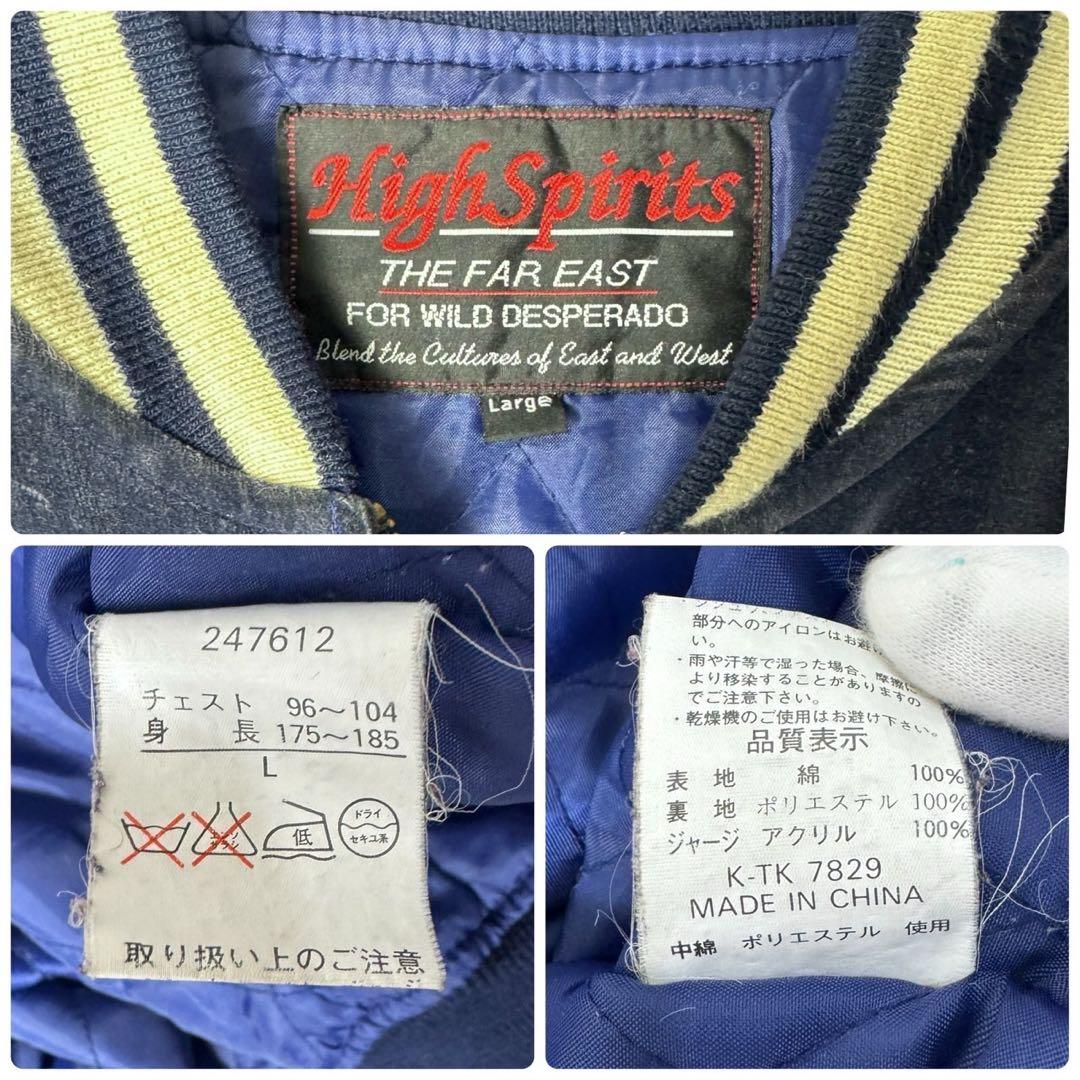 High Spirits
THE FAR EAST
FOR WILD DESPERADO
Blend the Cultures of East and West
Large
247612
チェスト 96〜104
身 長 175〜185
L
低
ドライ
セキユ系
取り扱い上のご注意
部分へのアイロンはお避け
い。
・雨や汗等で湿った場合、摩擦に
より移染することがありますの
でご注意下さい。
・乾燥機のご使用はお避け下さい。
品質表示
表 地 綿 100%
裏 地 ポリエステル 100%
ジャージ アクリル 100%
K-TK 7829
MADE IN CHINA
中綿 ポリエステル 使用